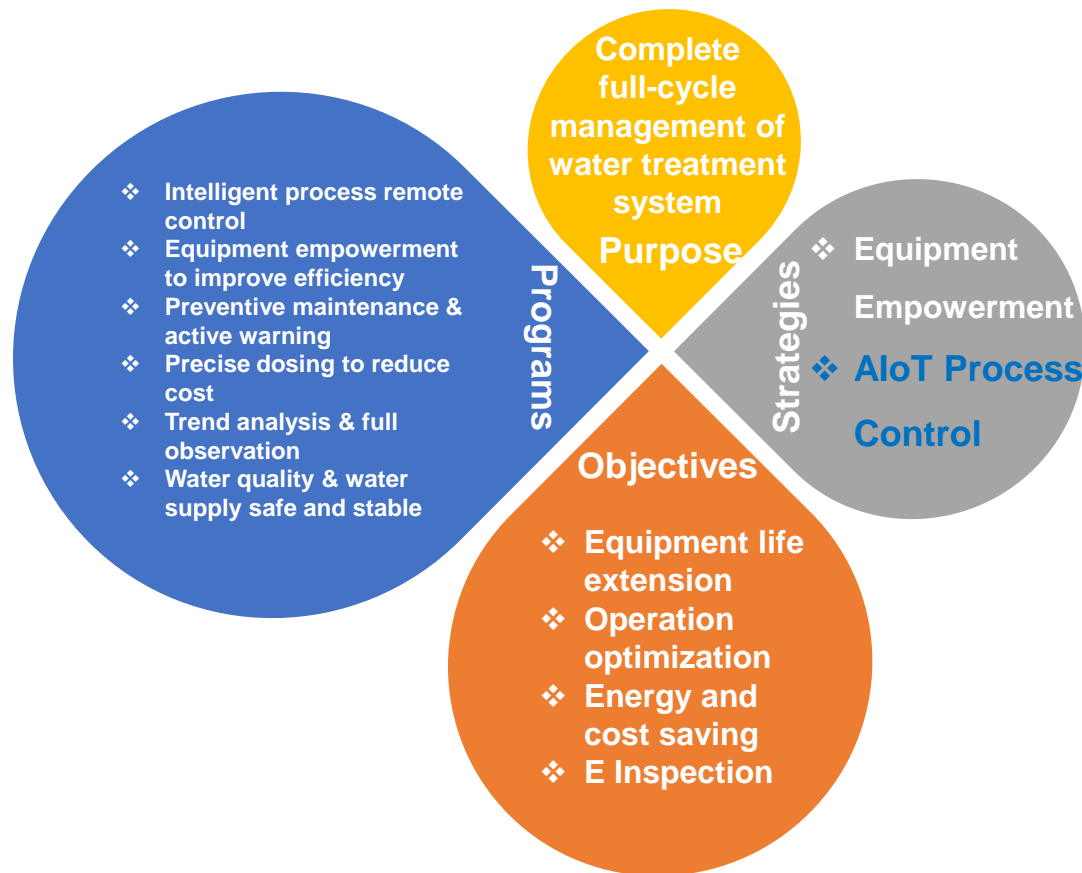 Complete
full-cycle
management of
water treatment
system
Purpose
❖ Intelligent process remote
control
❖ Equipment empowerment
to improve efficiency
❖ Preventive maintenance &
active warning
❖ Precise dosing to reduce
cost
❖ Trend analysis & full
observation
❖ Water quality & water
supply safe and stable
Programs
Strategies
❖ Equipment
Empowerment
❖ AIoT Process
Control
Objectives
❖ Equipment life
extension
❖ Operation
optimization
❖ Energy and
cost saving
❖ E Inspection